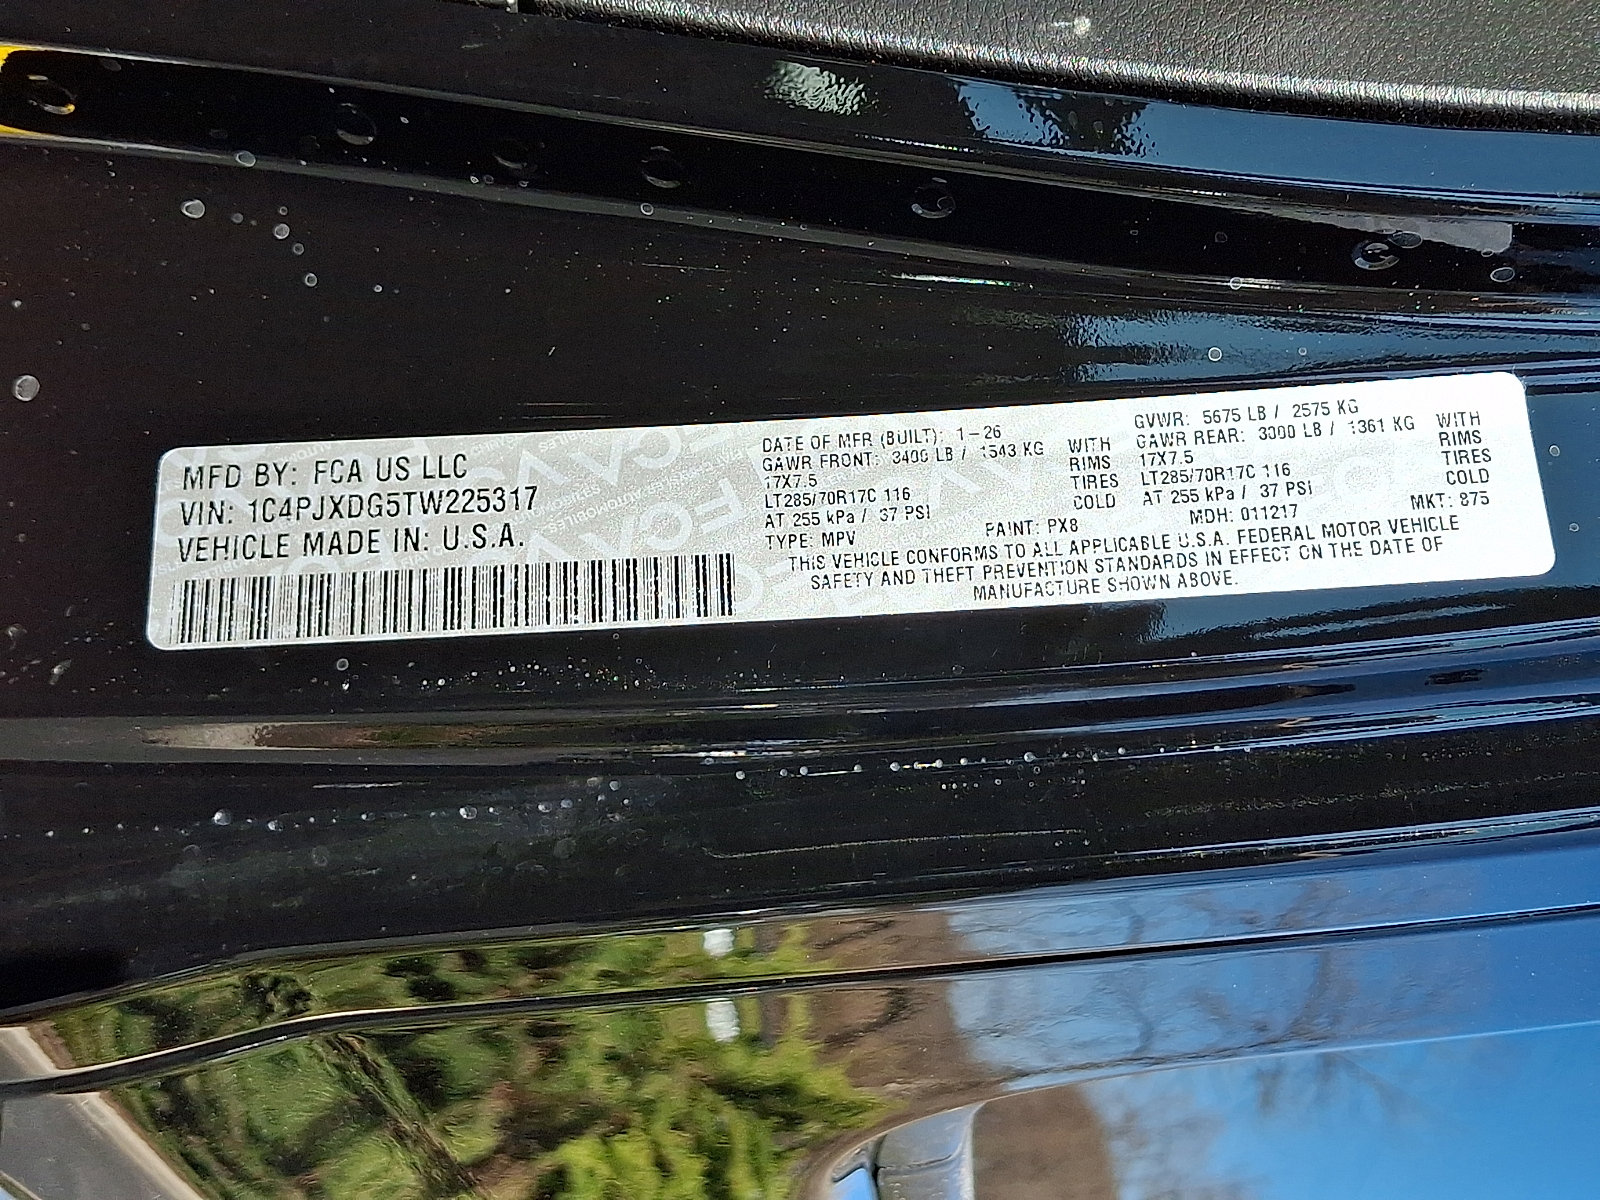 MFD BY: FCA US LLC
VIN: 1C4PJXDG5TW225317
VEHICLE MADE IN: U.S.A.
DATE OF MFR (BUILT): 1-26
GAWR FRONT: 3400 LB / 1543 KG WITH
17X7.5 RIMS
LT285/70R17C 116 TIRES
AT 255 kPa / 37 PSI COLD
TYPE: MPV
GVWR: 5675 LB / 2575 KG
GAWR REAR: 3000 LB / 1361 KG WITH
17X7.5 RIMS
LT285/70R17C 116 TIRES
AT 255 kPa / 37 PSI COLD
PAINT: PX8 MDH: 011217 MKT: 875
THIS VEHICLE CONFORMS TO ALL APPLICABLE U.S.A. FEDERAL MOTOR VEHICLE
SAFETY AND THEFT PREVENTION STANDARDS IN EFFECT ON THE DATE OF
MANUFACTURE SHOWN ABOVE.